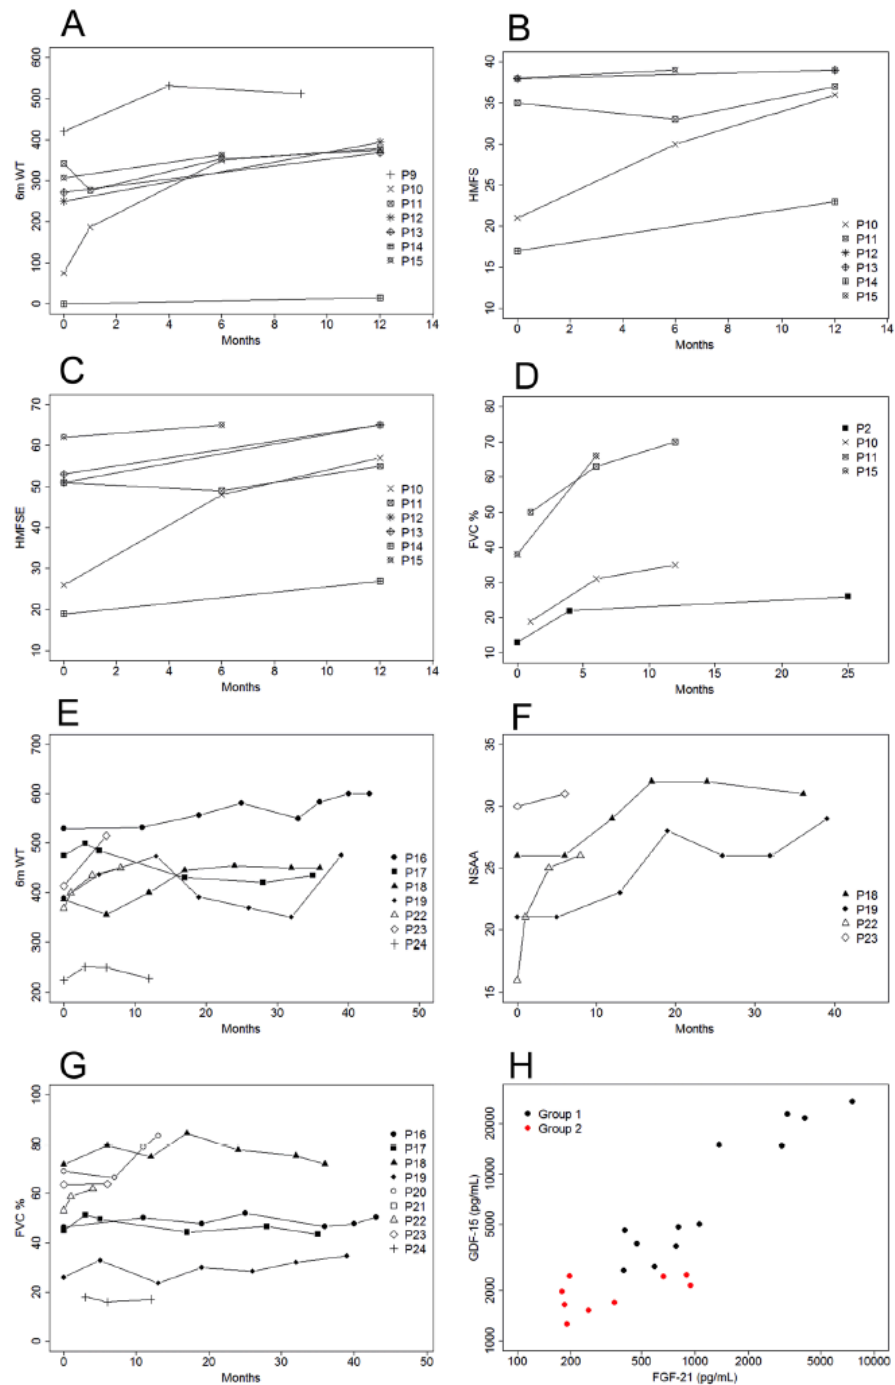 A
6m WT
600
500
400
300
200
100
0
P9
P10
P11
P12
P13
P14
P15
0 2 4 6 8 10 12 14
Months
B
HMFS
40
35
30
25
20
15
10
P10
P11
P12
P13
P14
P15
0 2 4 6 8 10 12 14
Months
C
HMFSE
70
60
50
40
30
20
10
P10
P11
P12
P13
P14
P15
0 2 4 6 8 10 12 14
Months
D
FVC %
80
70
60
50
40
30
20
10
P2
P10
P11
P15
0 5 10 15 20 25
Months
E
6m WT
700
600
500
400
300
200
P16
P17
P18
P19
P22
P23
P24
0 10 20 30 40 50
Months
F
NSAA
35
30
25
20
15
P18
P19
P22
P23
0 10 20 30 40
Months
G
FVC %
100
80
60
40
20
0
P16
P17
P18
P19
P20
P21
P22
P23
P24
0 10 20 30 40 50
Months
H
GDF-15 (pg/mL)
20000
10000
5000
2000
1000
Group 1
Group 2
100 200 500 1000 2000 5000 10000
FGF-21 (pg/mL)